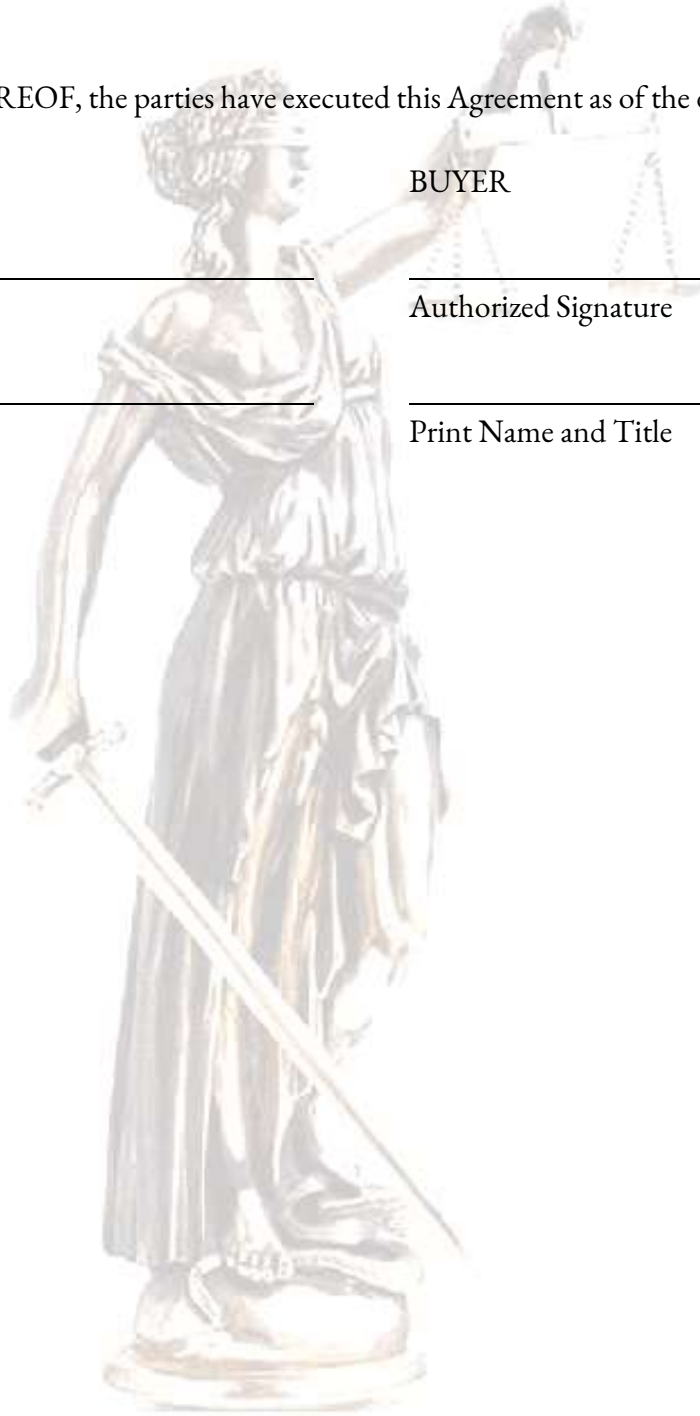 REOF, the parties have executed this Agreement as of the
BUYER
Authorized Signature
Print Name and Title